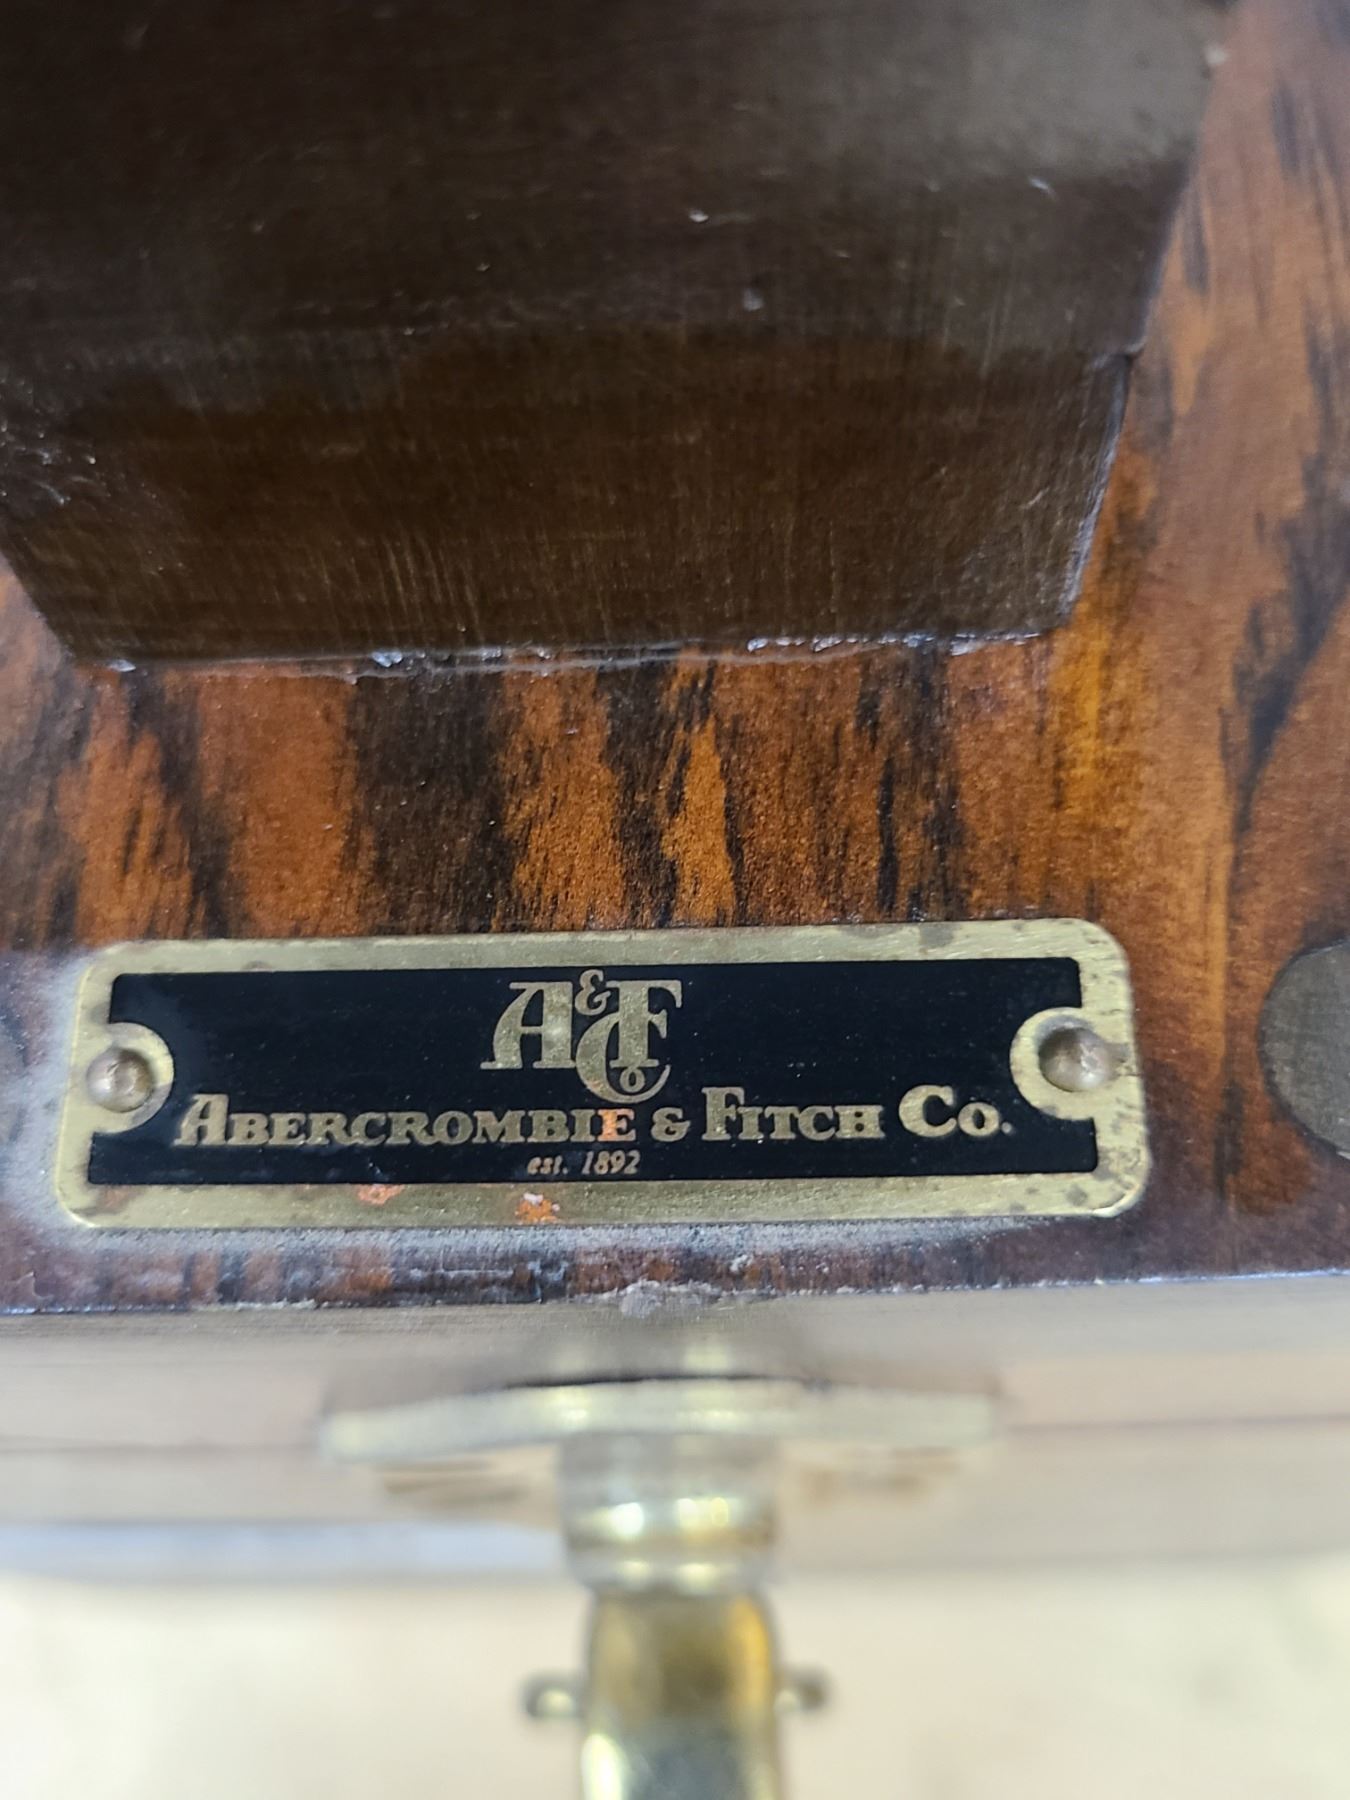 A&F Co
ABERCROMBIE & FITCH CO.
est. 1892